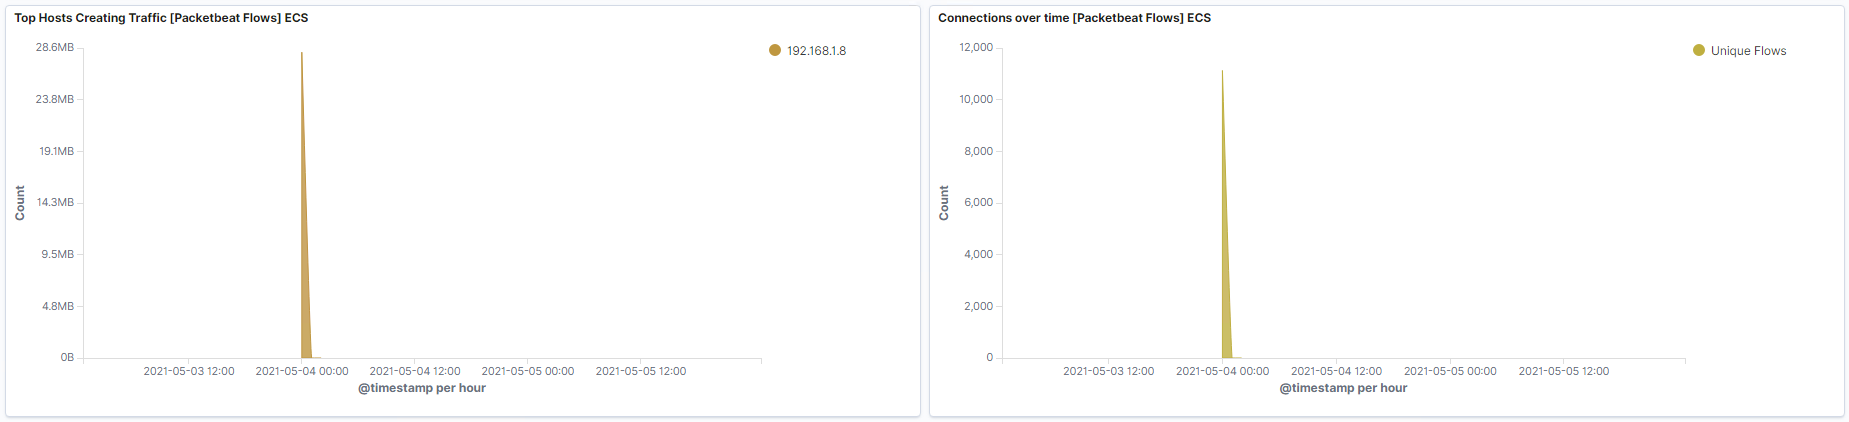 Top Hosts Creating Traffic [Packetbeat Flows] ECS
28.6MB
23.8MB
19.1MB
14.3MB
9.5MB
4.8MB
0B
Count
2021-05-03 12:00 2021-05-04 00:00 2021-05-04 12:00 2021-05-05 00:00 2021-05-05 12:00
@timestamp per hour
192.168.1.8
Connections over time [Packetbeat Flows] ECS
12,000
10,000
8,000
6,000
4,000
2,000
0
Count
2021-05-03 12:00 2021-05-04 00:00 2021-05-04 12:00 2021-05-05 00:00 2021-05-05 12:00
@timestamp per hour
Unique Flows